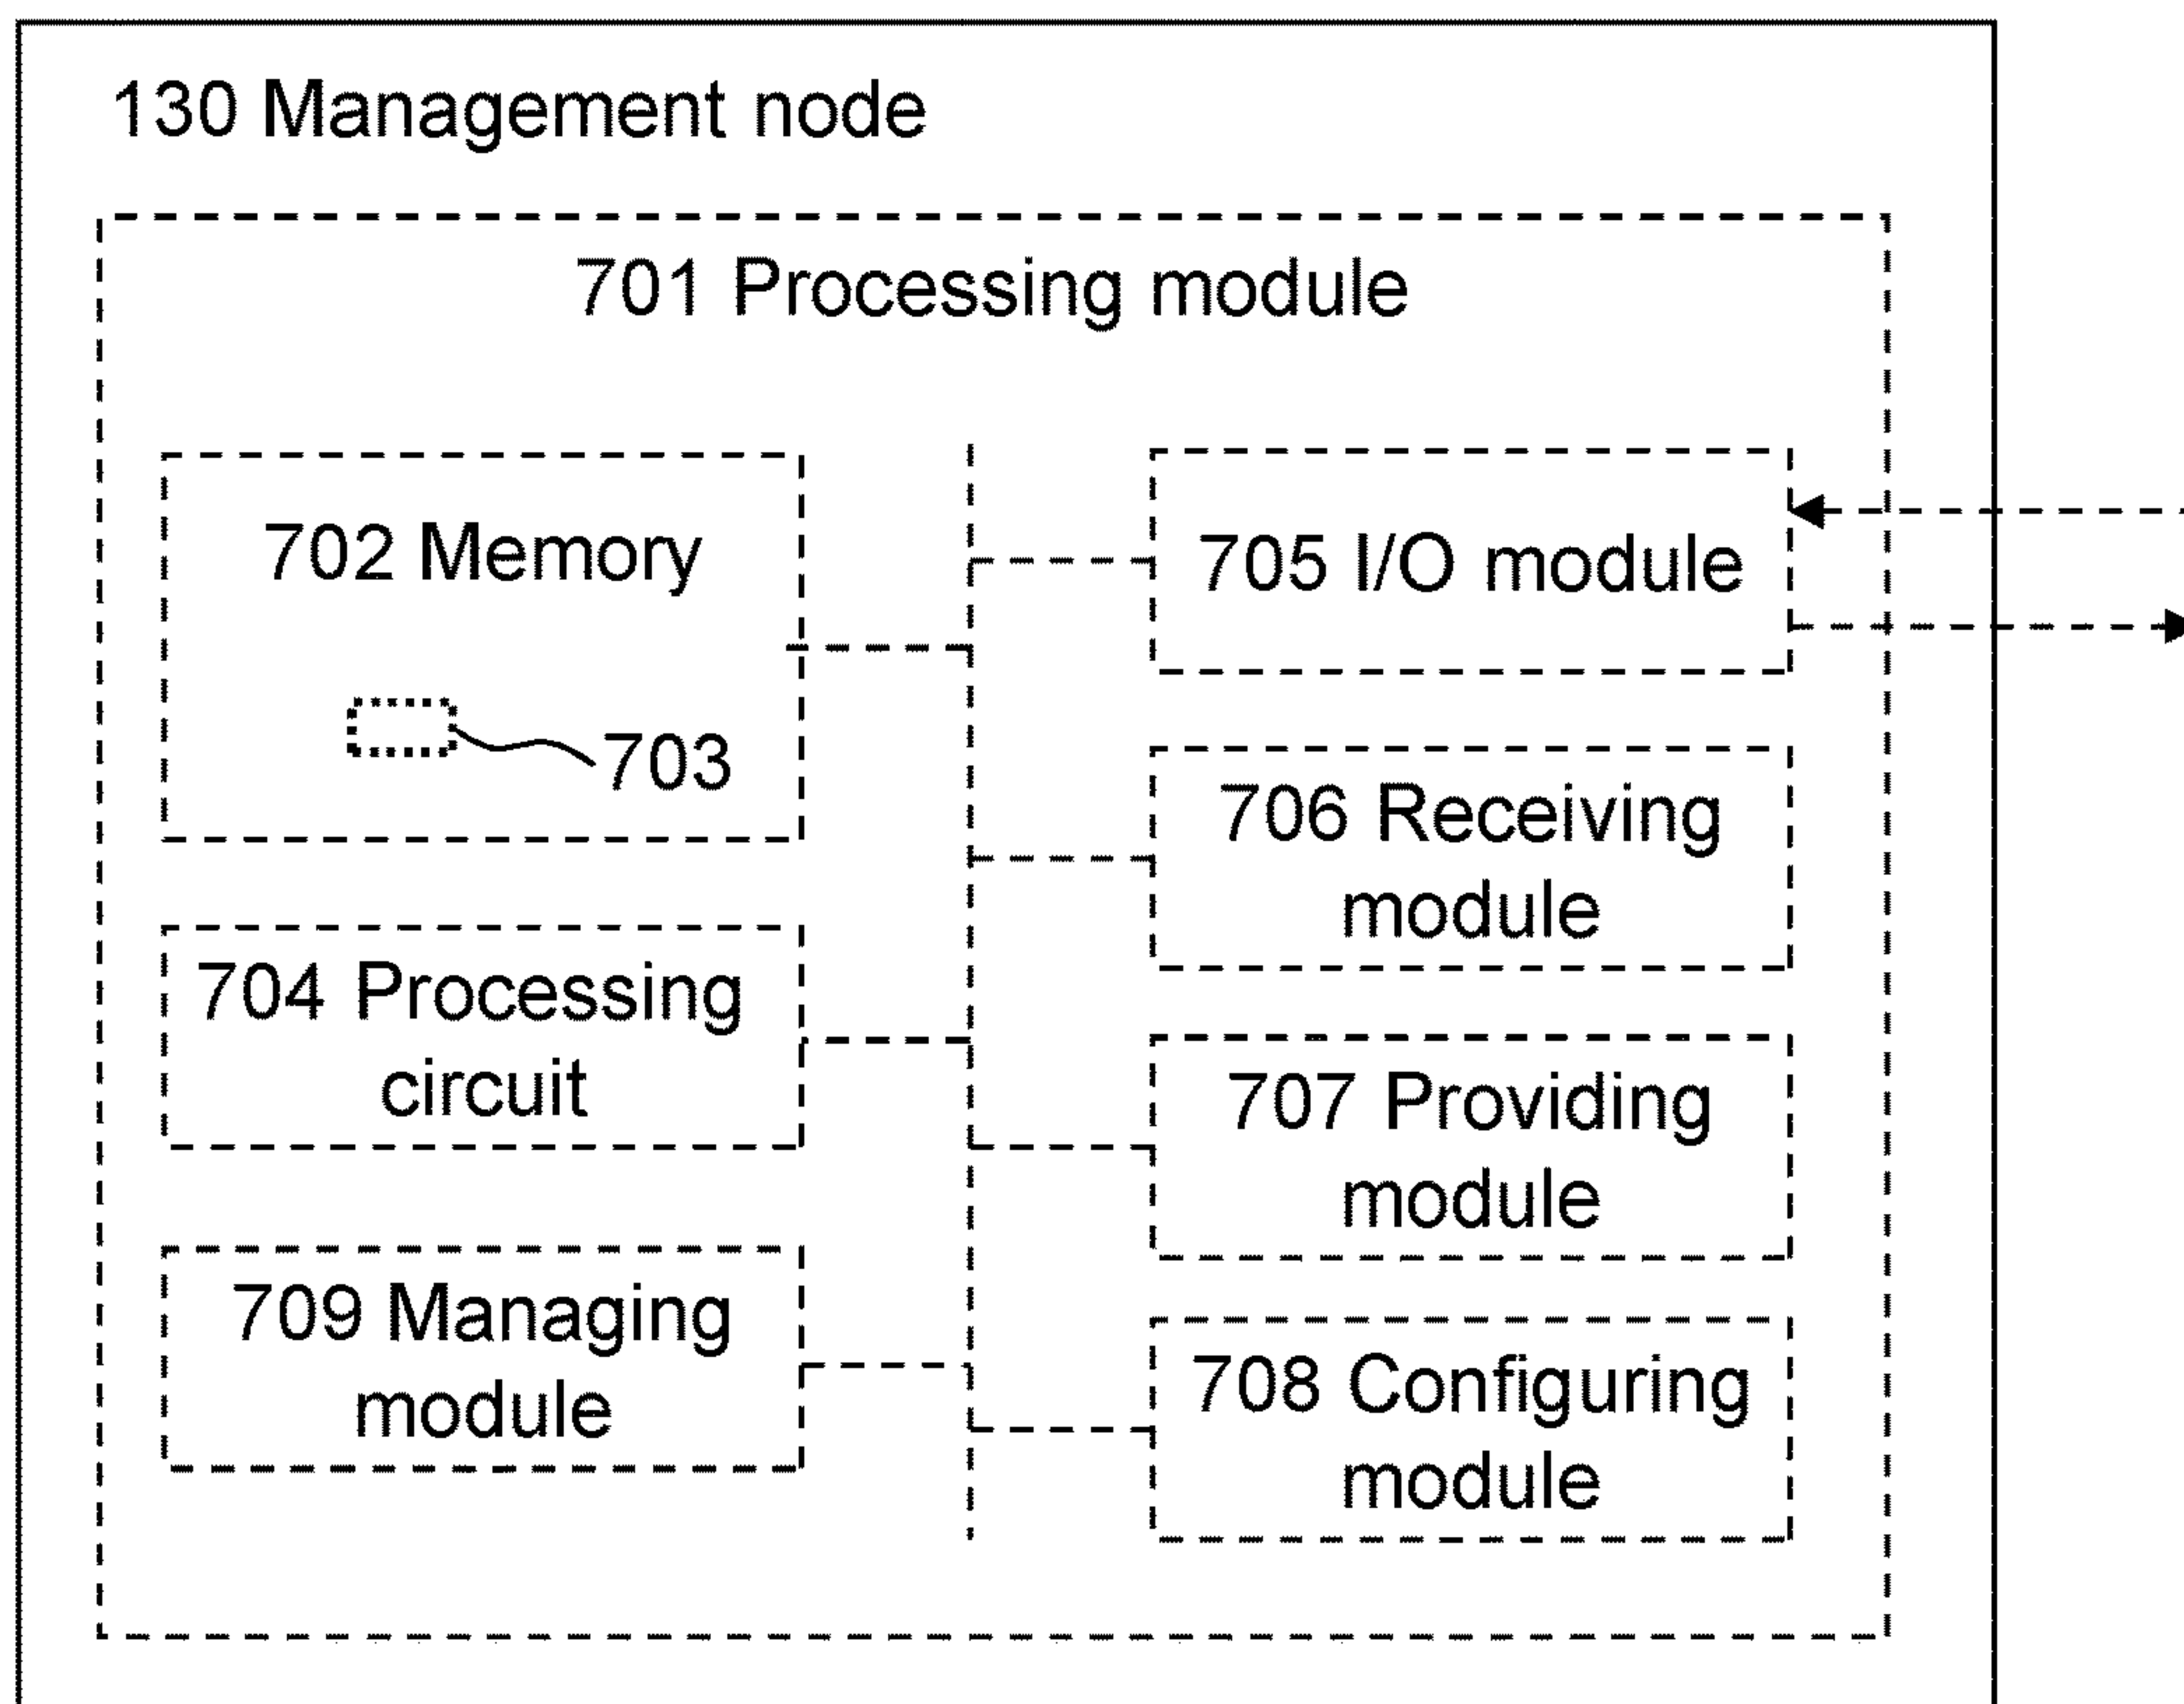 130 Management node
701 Processing module
702 Memory
703
704 Processing
circuit
709 Managing
module
705 I/O module
706 Receiving
module
707 Providing
module
708 Configuring
module